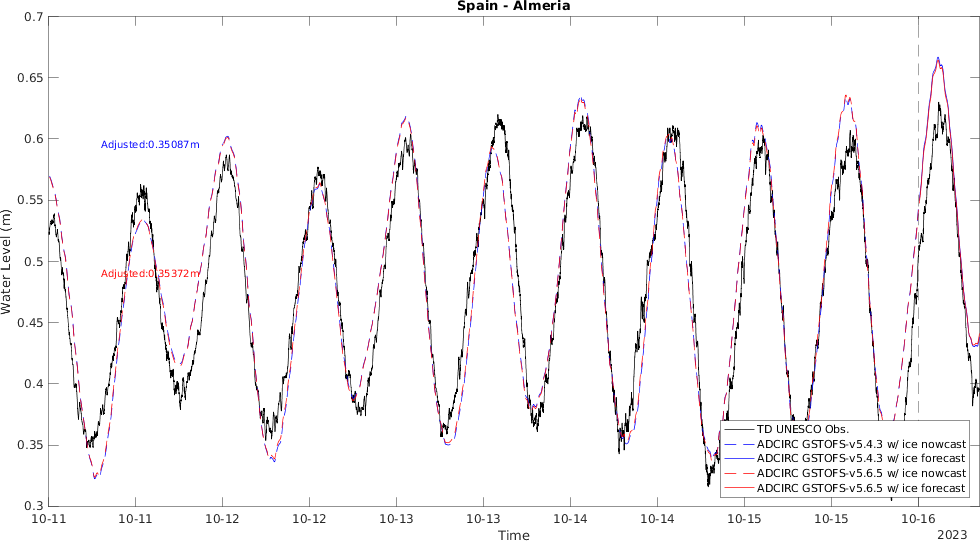 Spain - Almeria
0.7
0.65
0.6
0.55
0.5
0.45
0.4
0.35
0.3
Water Level (m)
Adjusted:0.35087m
Adjusted:0.35372m
TD UNESCO Obs.
ADCIRC GSTOFS-v5.4.3 w/ ice nowcast
ADCIRC GSTOFS-v5.4.3 w/ ice forecast
ADCIRC GSTOFS-v5.6.5 w/ ice nowcast
ADCIRC GSTOFS-v5.6.5 w/ ice forecast
10-11 10-11 10-12 10-12 10-13 10-13 10-14 10-14 10-15 10-15 10-16
Time
2023